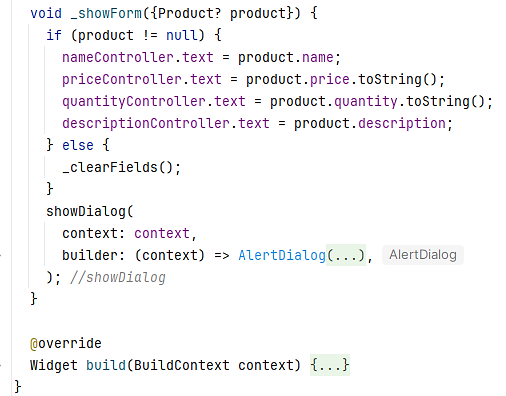 void _showForm({Product? product}) {
if (product != null) {
nameController.text = product.name;
priceController.text = product.price.toString();
quantityController.text = product.quantity.toString();
descriptionController.text = product.description;
} else {
_clearFields();
}
showDialog(
context: context,
builder: (context) => AlertDialog(...), AlertDialog
); //showDialog
}
@override
Widget build(BuildContext context) {...}
}